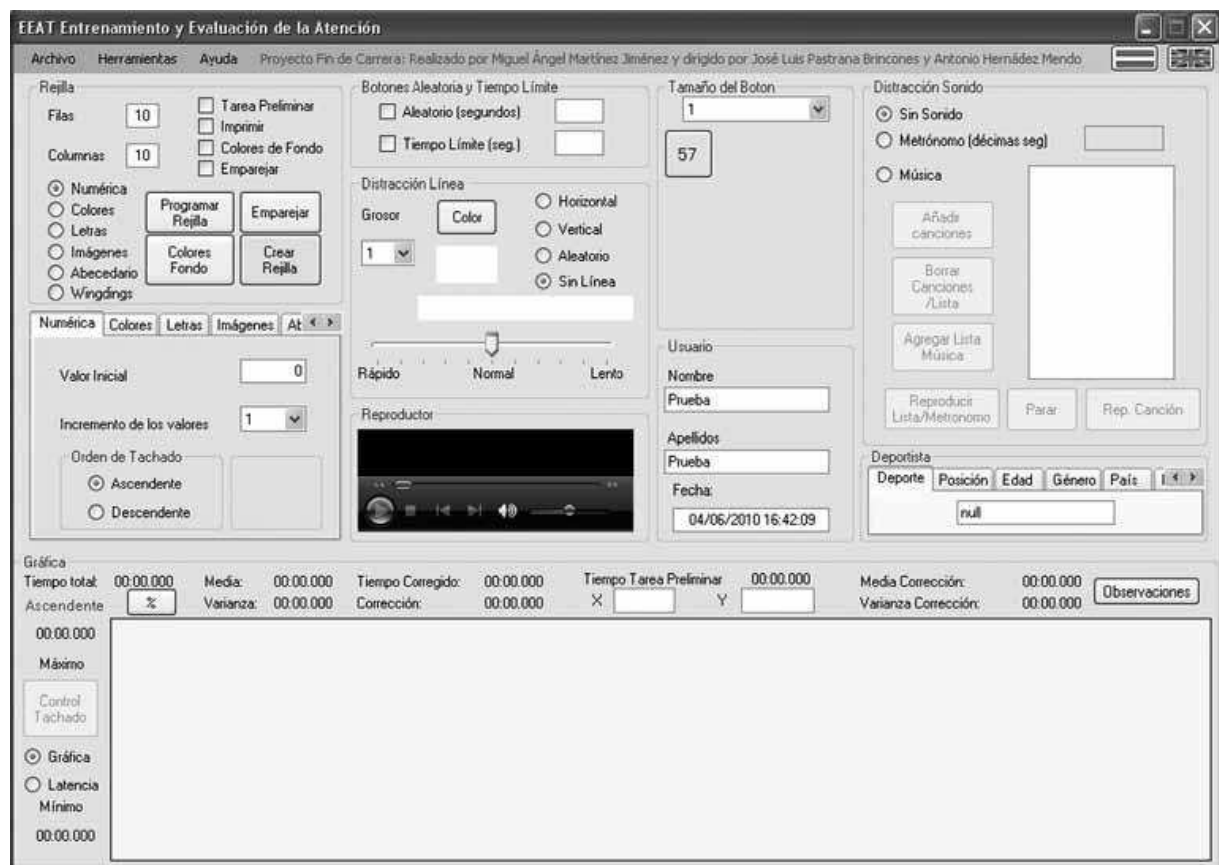 EEAT Entrenamiento y Evaluación de la Atención
Archivo Herramientas Ayuda Proyecto Fin de Carrera: Realizado por Miguel Ángel Martínez Jiménez y dirigido por José Luis Pastrana Brincones y Antonio Hernádez Mendo
Rejilla
Filas 10
Columnas 10
Tarea Preliminar
Imprimir
Colores de Fondo
Emparejar
Numérica
Colores
Letras
Imágenes
Abecedario
Wingdings
Programar Rejilla
Emparejar
Colores Fondo
Crear Rejilla
Numérica Colores Letras Imágenes At
Valor Inicial 0
Incremento de los valores 1
Orden de Tachado
Ascendente
Descendente
Botones Aleatoria y Tiempo Límite
Aleatorio (segundos)
Tiempo Límite (seg.)
Distracción Línea
Grosor
1
Color
Horizontal
Vertical
Aleatorio
Sin Línea
Rápido Normal Lento
Reproductor
Tamaño del Boton
1
57
Usuario
Nombre
Prueba
Apellidos
Prueba
Fecha:
04/06/2010 16:42:09
Distracción Sonido
Sin Sonido
Metrónomo (décimas seg)
Música
Añadir canciones
Borrar Canciones /Lista
Agregar Lista Música
Reproducir Lista/Metronomo
Parar
Rep. Canción
Deportista
Deporte Posición Edad Género País
null
Gráfica
Tiempo total: 00:00.000 Media: 00:00.000 Tiempo Corregido: 00:00.000 Tiempo Tarea Preliminar 00:00.000 Media Corrección: 00:00.000 Observaciones
Ascendente % Varianza: 00:00.000 Corrección: 00:00.000 X Y Varianza Corrección: 00:00.000
00:00.000
Máximo
Control Tachado
Gráfica
Latencia
Mínimo
00:00.000